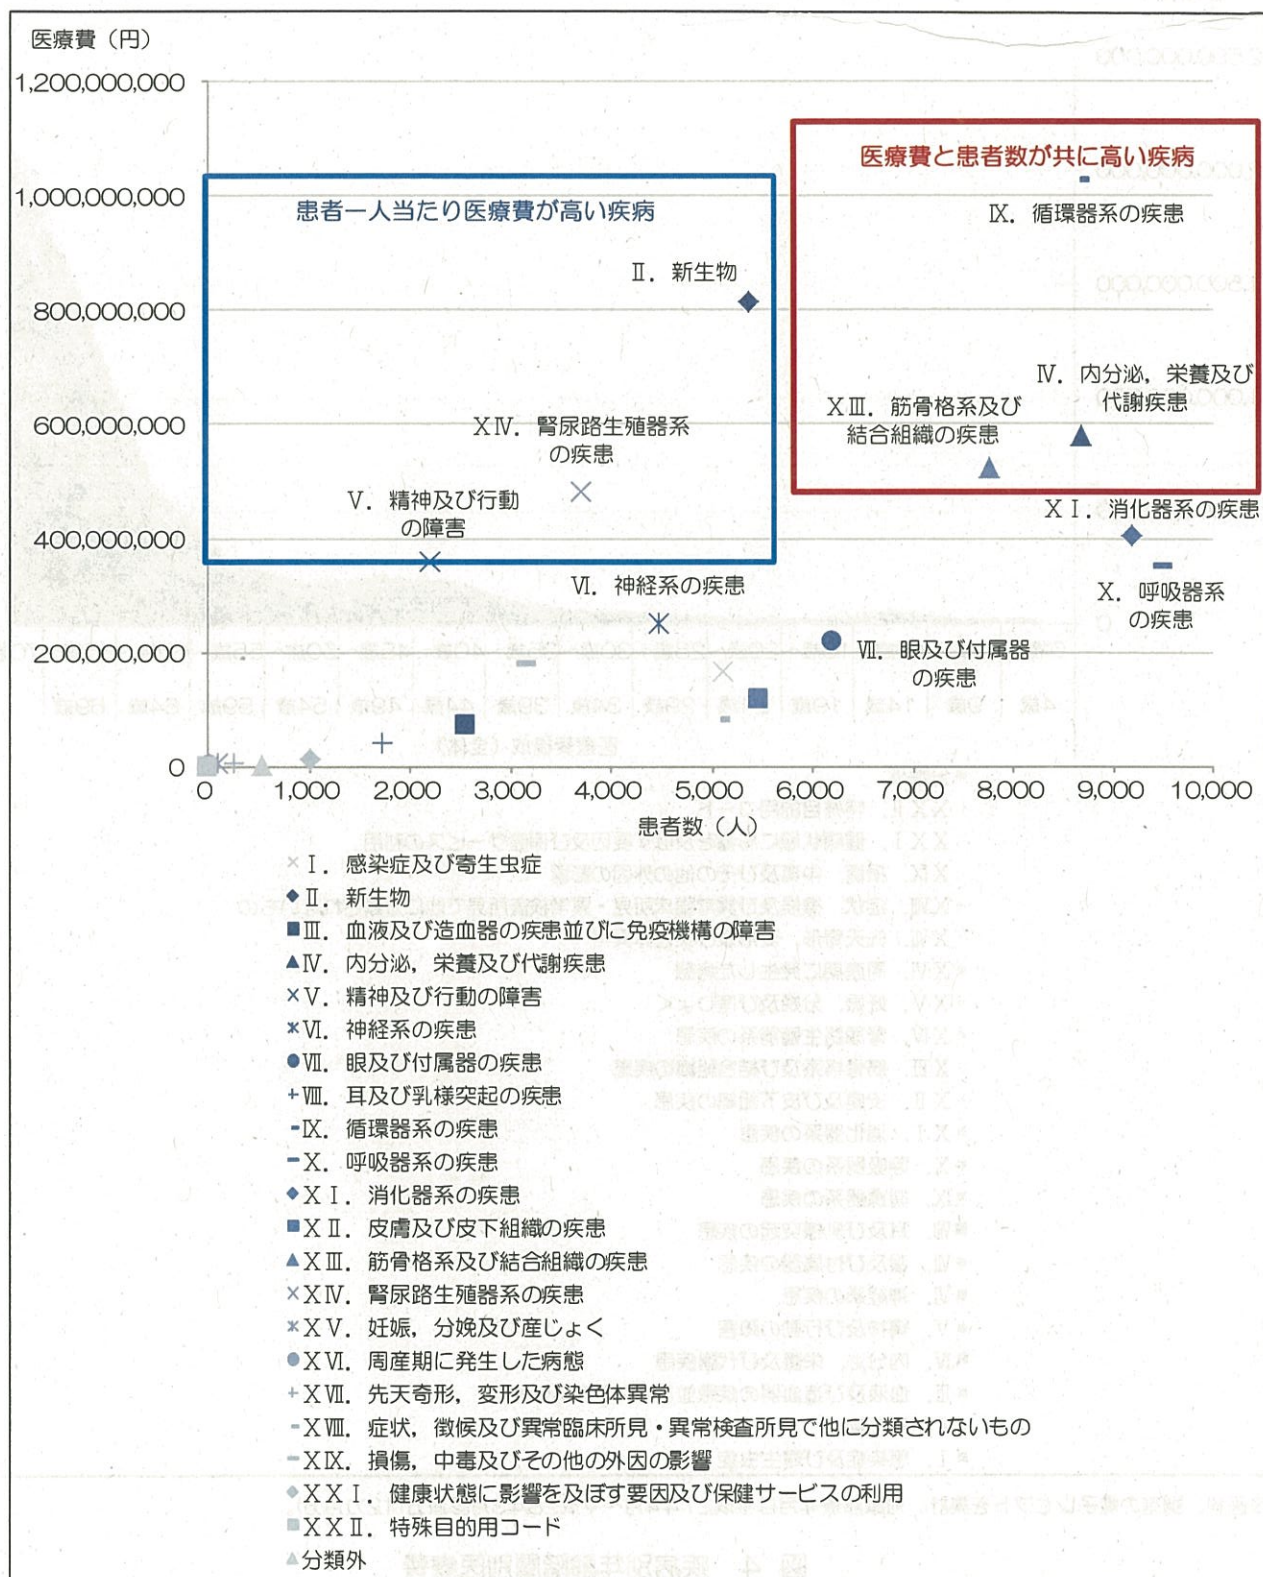 医療費（円）
1,200,000,000
1,000,000,000
800,000,000
600,000,000
400,000,000
200,000,000
0
医療費と患者数が共に高い疾病
患者一人当たり医療費が高い疾病
Ⅸ．循環器系の疾患
Ⅱ．新生物
Ⅳ．内分泌，栄養及び
代謝疾患
ⅩⅢ．筋骨格系及び
結合組織の疾患
ⅩⅣ．腎尿路生殖器系
の疾患
Ⅴ．精神及び行動
の障害
ⅩⅠ．消化器系の疾患
Ⅵ．神経系の疾患
Ⅹ．呼吸器系
の疾患
Ⅶ．眼及び付属器
の疾患
0 1,000 2,000 3,000 4,000 5,000 6,000 7,000 8,000 9,000 10,000
患者数（人）
Ⅰ．感染症及び寄生虫症
Ⅱ．新生物
Ⅲ．血液及び造血器の疾患並びに免疫機構の障害
Ⅳ．内分泌，栄養及び代謝疾患
Ⅴ．精神及び行動の障害
Ⅵ．神経系の疾患
Ⅶ．眼及び付属器の疾患
Ⅷ．耳及び乳様突起の疾患
Ⅸ．循環器系の疾患
Ⅹ．呼吸器系の疾患
ⅩⅠ．消化器系の疾患
ⅩⅡ．皮膚及び皮下組織の疾患
ⅩⅢ．筋骨格系及び結合組織の疾患
ⅩⅣ．腎尿路生殖器系の疾患
ⅩⅤ．妊娠，分娩及び産じょく
ⅩⅥ．周産期に発生した病態
ⅩⅦ．先天奇形，変形及び染色体異常
ⅩⅧ．症状，徴候及び異常臨床所見・異常検査所見で他に分類されないもの
ⅩⅨ．損傷，中毒及びその他の外因の影響
ⅩⅩⅠ．健康状態に影響を及ぼす要因及び保健サービスの利用
ⅩⅩⅡ．特殊目的用コード
分類外